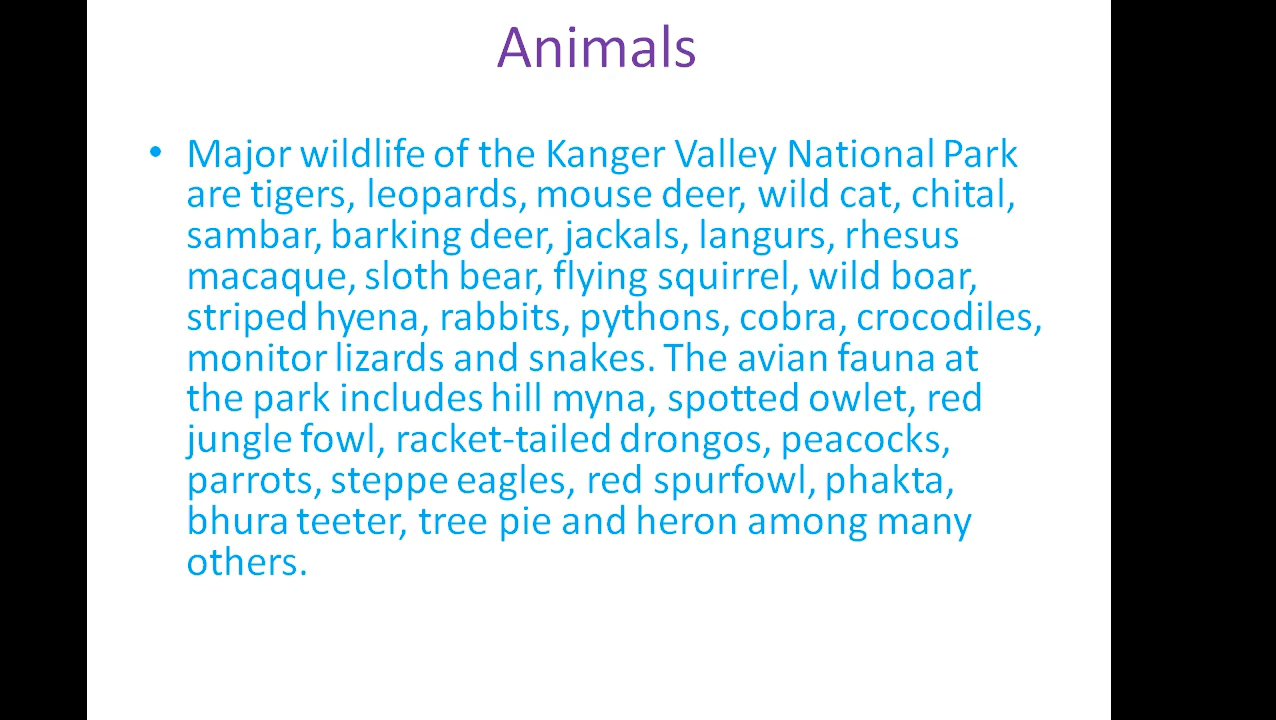 Animals
• Major wildlife of the Kanger Valley National Park
are tigers, leopards, mouse deer, wild cat, chital,
sambar, barking deer, jackals, langurs, rhesus
macaque, sloth bear, flying squirrel, wild boar,
striped hyena, rabbits, pythons, cobra, crocodiles,
monitor lizards and snakes. The avian fauna at
the park includes hill myna, spotted owlet, red
jungle fowl, racket-tailed drongos, peacocks,
parrots, steppe eagles, red spurfowl, phakta,
bhura teeter, tree pie and heron among many
others.